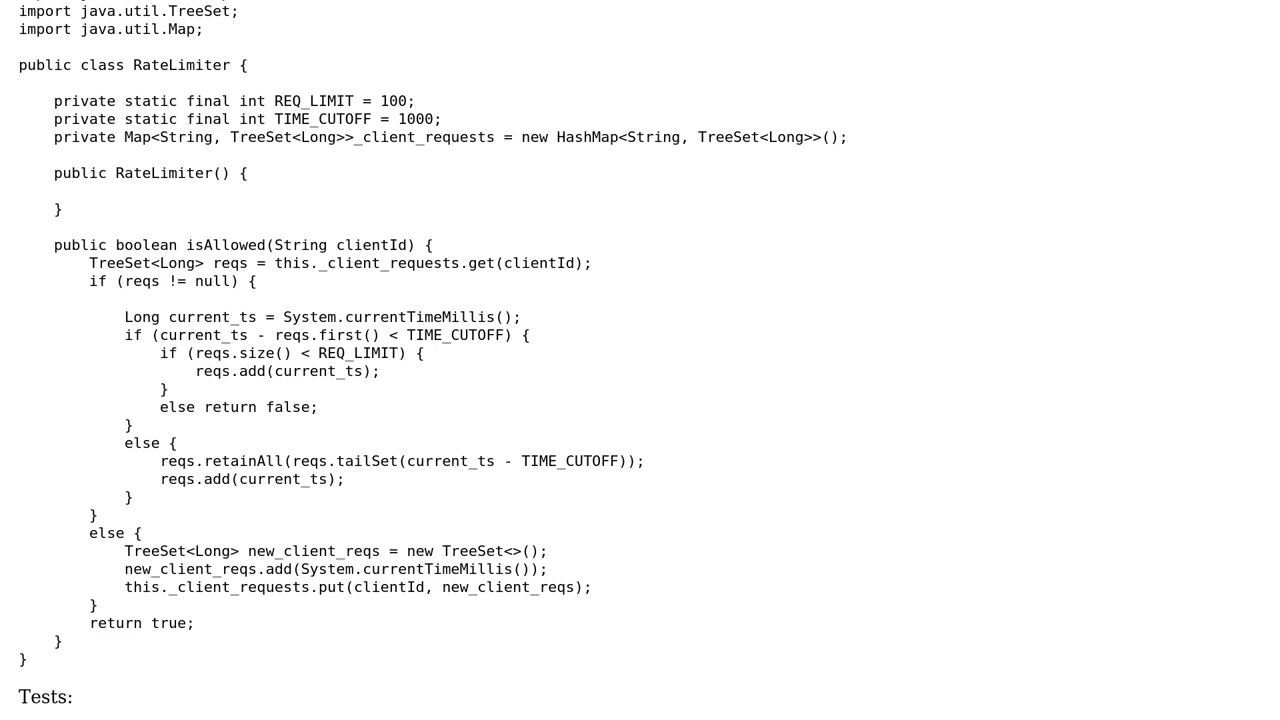 import java.util.TreeSet;
import java.util.Map;

public class RateLimiter {

    private static final int REQ_LIMIT = 100;
    private static final int TIME_CUTOFF = 1000;
    private Map<String, TreeSet<Long>>_client_requests = new HashMap<String, TreeSet<Long>>();

    public RateLimiter() {

    }

    public boolean isAllowed(String clientId) {
        TreeSet<Long> reqs = this._client_requests.get(clientId);
        if (reqs != null) {

            Long current_ts = System.currentTimeMillis();
            if (current_ts - reqs.first() < TIME_CUTOFF) {
                if (reqs.size() < REQ_LIMIT) {
                    reqs.add(current_ts);
                }
                else return false;
            }
            else {
                reqs.retainAll(reqs.tailSet(current_ts - TIME_CUTOFF));
                reqs.add(current_ts);
            }
        }
        else {
            TreeSet<Long> new_client_reqs = new TreeSet<>();
            new_client_reqs.add(System.currentTimeMillis());
            this._client_requests.put(clientId, new_client_reqs);
        }
        return true;
    }
}

Tests: